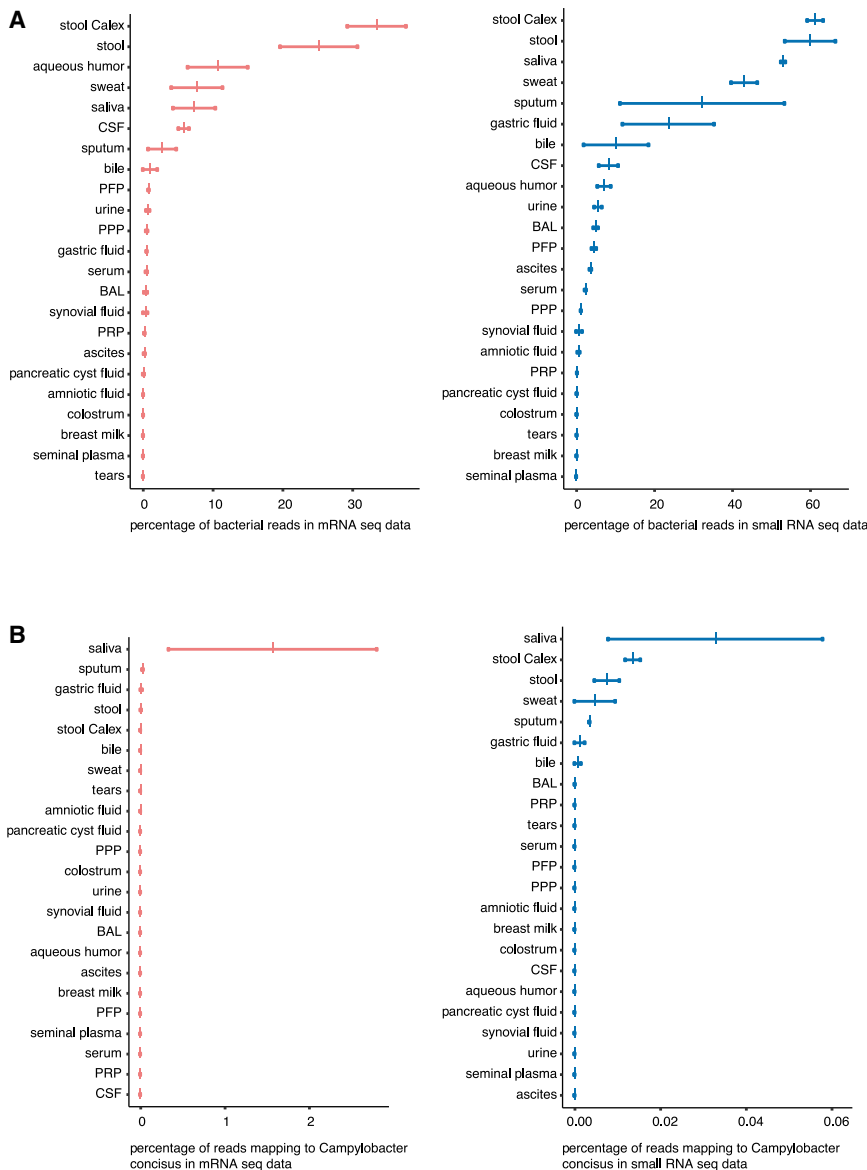 A
stool Calex
stool
aqueous humor
sweat
saliva
CSF
sputum
bile
PFP
urine
PPP
gastric fluid
serum
BAL
synovial fluid
PRP
ascites
pancreatic cyst fluid
amniotic fluid
colostrum
breast milk
seminal plasma
tears
0 10 20 30
percentage of bacterial reads in mRNA seq data
stool Calex
stool
saliva
sweat
sputum
gastric fluid
bile
CSF
aqueous humor
urine
BAL
PFP
ascites
serum
PPP
synovial fluid
amniotic fluid
PRP
pancreatic cyst fluid
colostrum
tears
breast milk
seminal plasma
0 20 40 60
percentage of bacterial reads in small RNA seq data
B
saliva
sputum
gastric fluid
stool
stool Calex
bile
sweat
tears
amniotic fluid
pancreatic cyst fluid
PPP
colostrum
urine
synovial fluid
BAL
aqueous humor
ascites
breast milk
PFP
seminal plasma
serum
PRP
CSF
0 1 2
percentage of reads mapping to Campylobacter
concisus in mRNA seq data
saliva
stool Calex
stool
sweat
sputum
gastric fluid
bile
BAL
PRP
tears
serum
PFP
PPP
amniotic fluid
breast milk
colostrum
CSF
aqueous humor
pancreatic cyst fluid
synovial fluid
urine
seminal plasma
ascites
0.00 0.02 0.04 0.06
percentage of reads mapping to Campylobacter
concisus in small RNA seq data